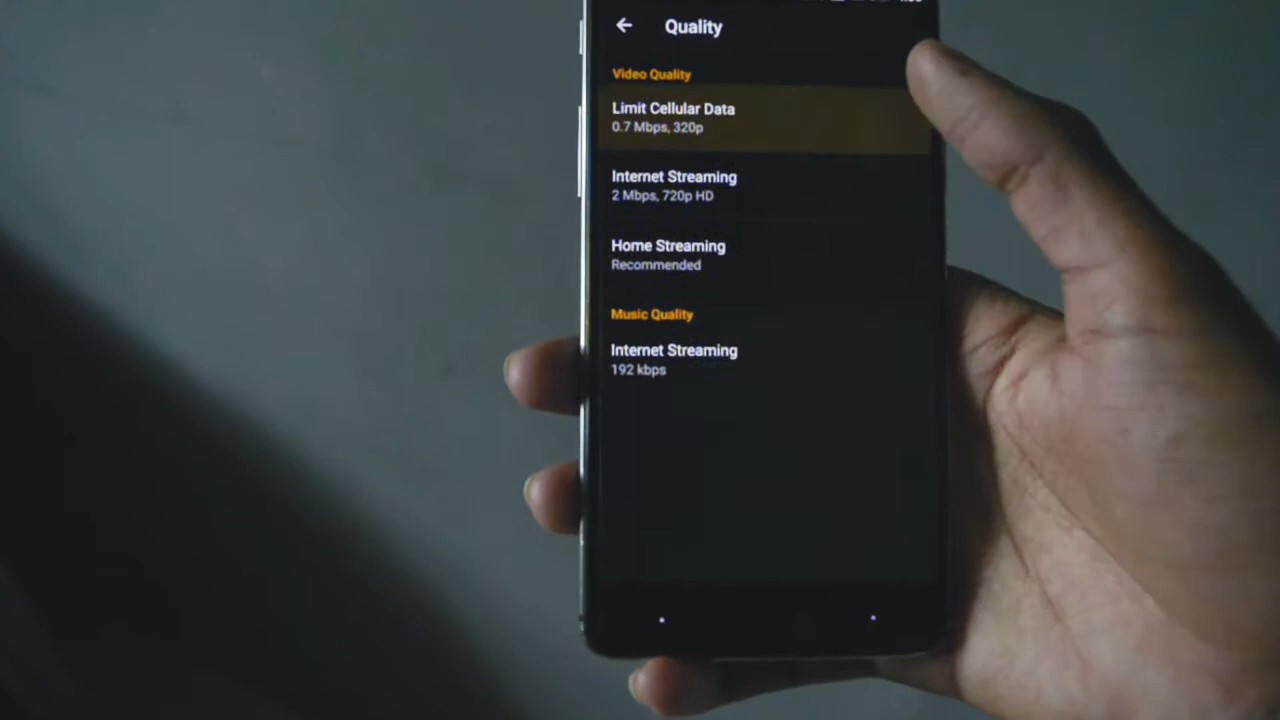 Quality
Video Quality
Limit Cellular Data
0.7 Mbps, 320p
Internet Streaming
2 Mbps, 720p HD
Home Streaming
Recommended
Music Quality
Internet Streaming
192 kbps